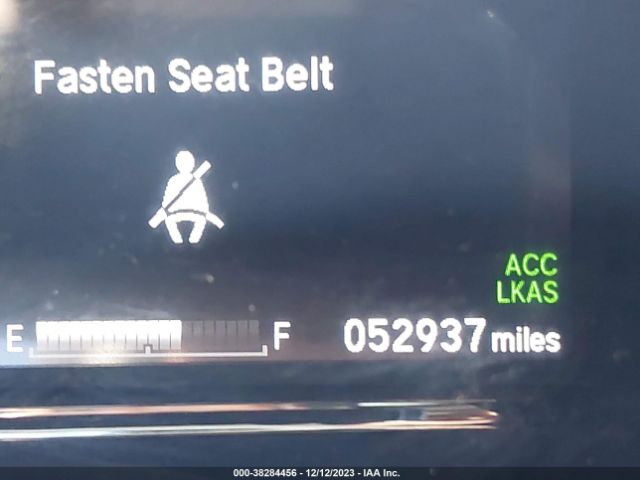 Fasten Seat Belt
ACC
LKAS
E F 052937 miles
000-38284456 - 12/12/2023 - IAA Inc.